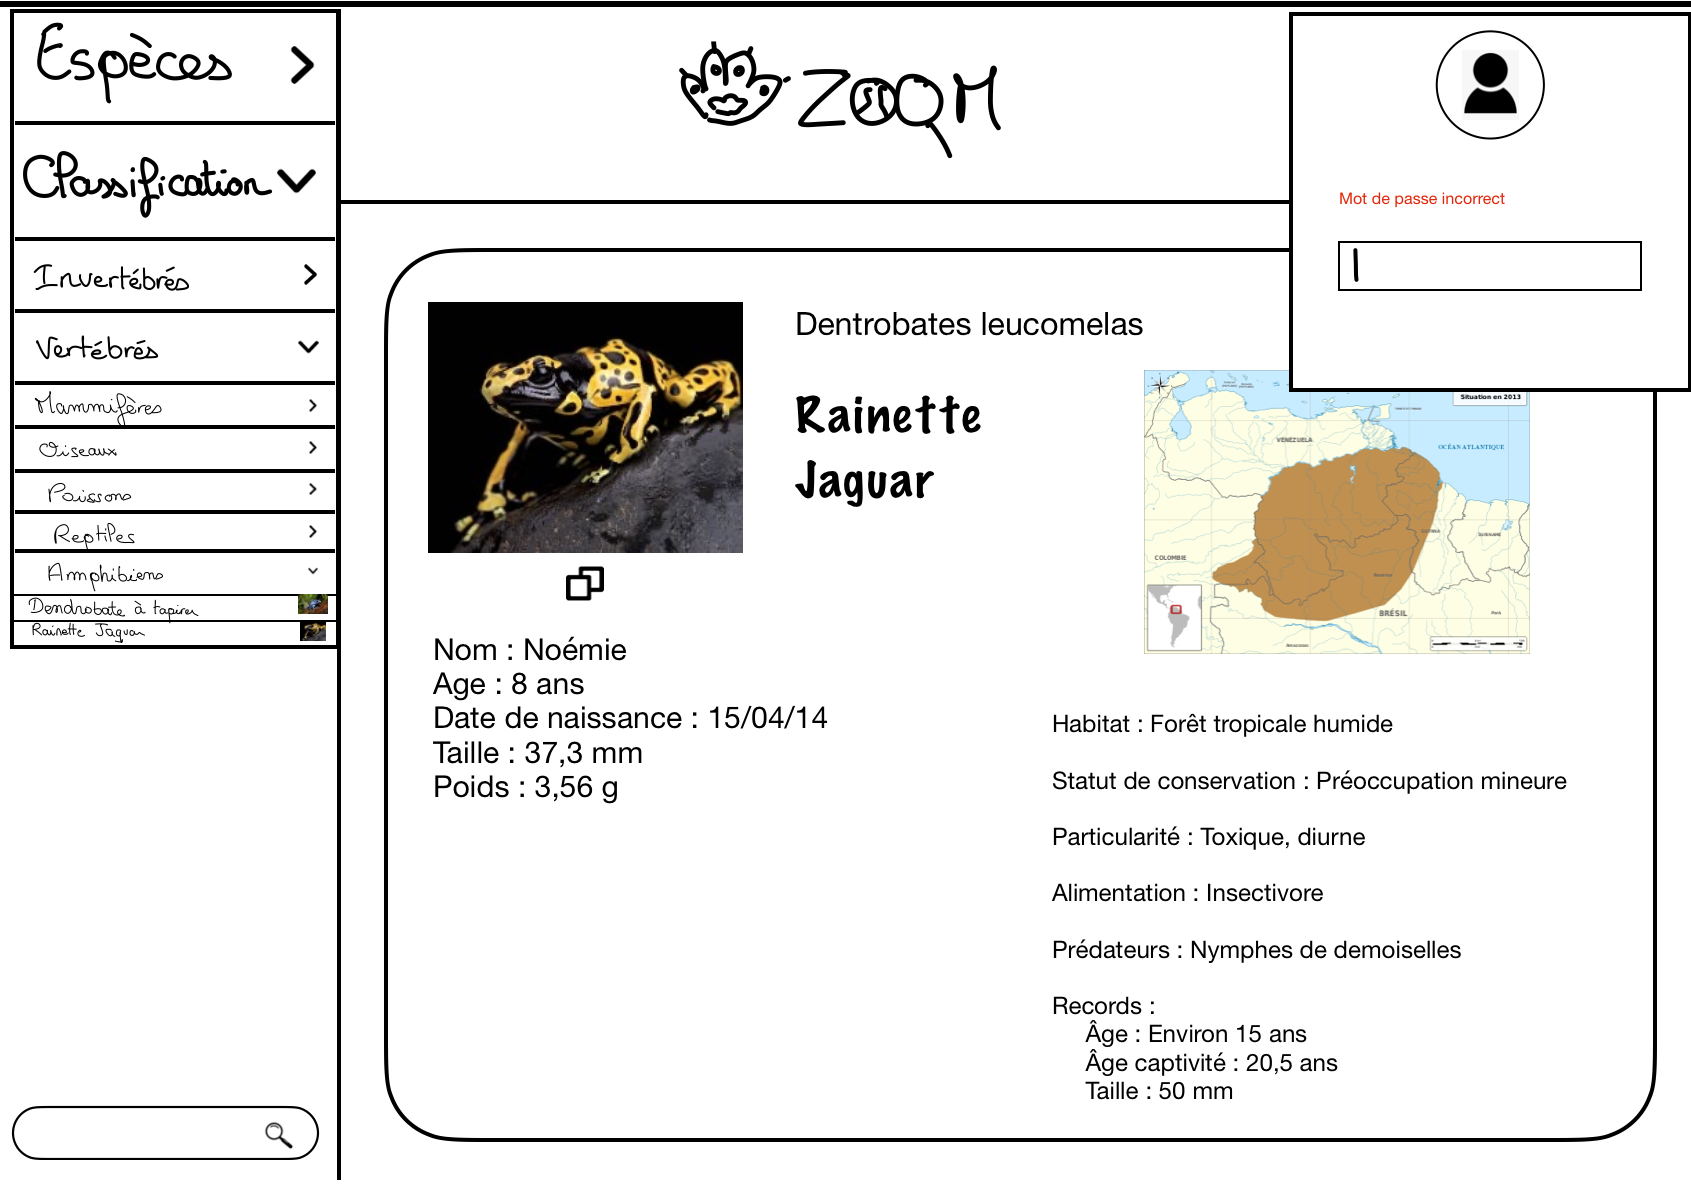 Espèces
Classification
Invertébrés
Vertébrés
Mammifères
Oiseaux
Poissons
Reptiles
Amphibiens
Dendrobate à tapirer
Rainette Jaguar
ZOOM
Mot de passe incorrect
Dentrobates leucomelas
Rainette
Jaguar
Situation en 2013
VENEZUELA
OCÉAN ATLANTIQUE
COLOMBIE
GUYANA
SURINAME
BRÉSIL
Nom : Noémie
Age : 8 ans
Date de naissance : 15/04/14
Taille : 37,3 mm
Poids : 3,56 g
Habitat : Forêt tropicale humide
Statut de conservation : Préoccupation mineure
Particularité : Toxique, diurne
Alimentation : Insectivore
Prédateurs : Nymphes de demoiselles
Records :
Âge : Environ 15 ans
Âge captivité : 20,5 ans
Taille : 50 mm